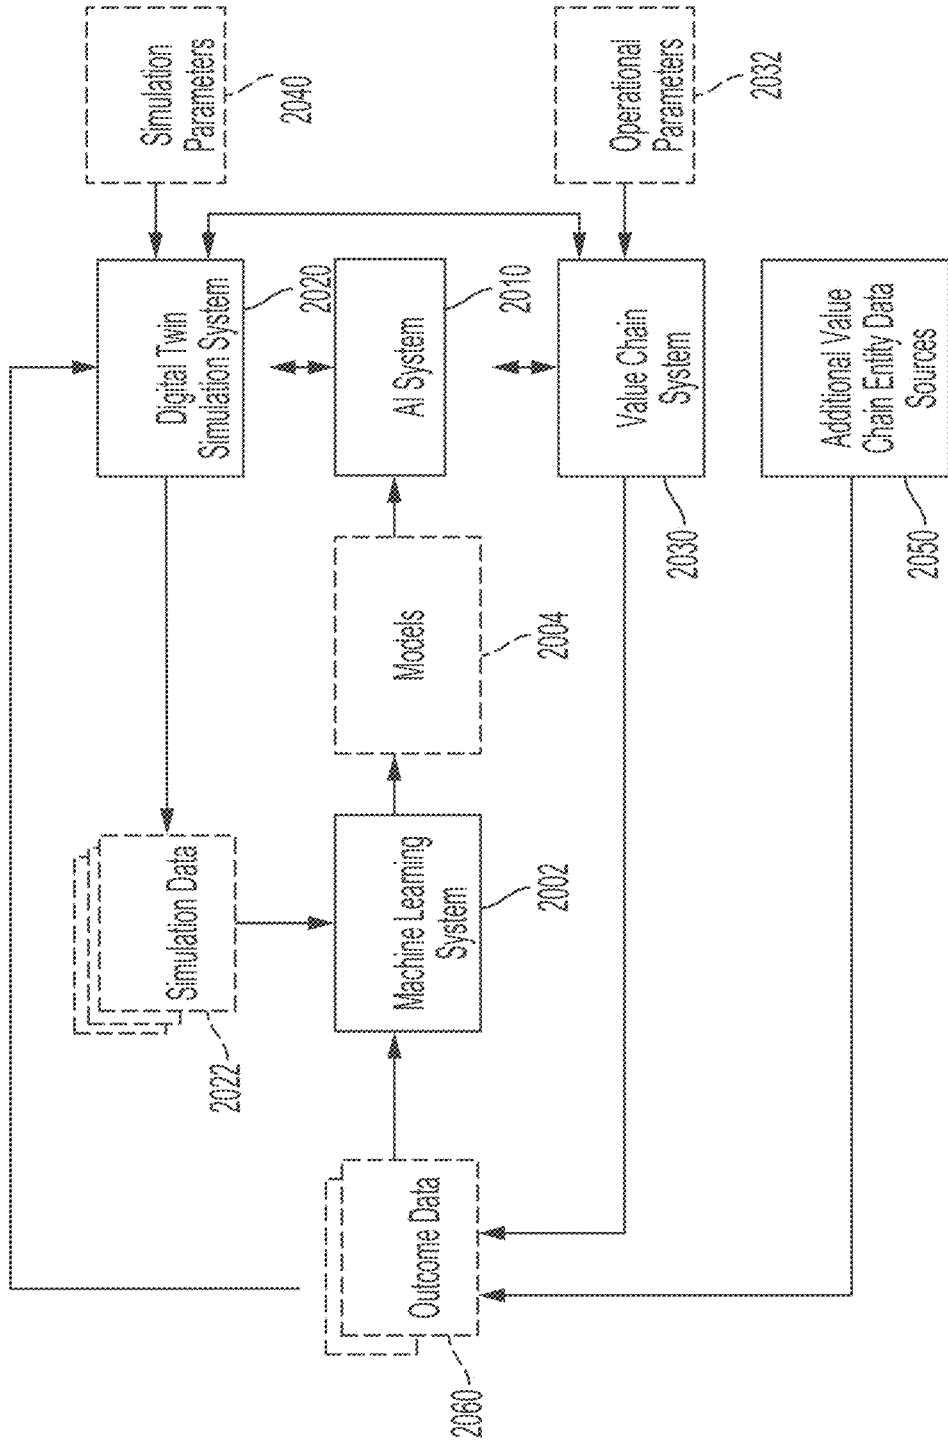 Simulation
Parameters
2040
Digital Twin
Simulation System
2020
Simulation Data
2022
AI System
2010
Models
2004
Machine Learning
System
2002
Outcome Data
2060
Operational
Parameters
2032
Value Chain
System
2030
Additional Value
Chain Entity Data
Sources
2050